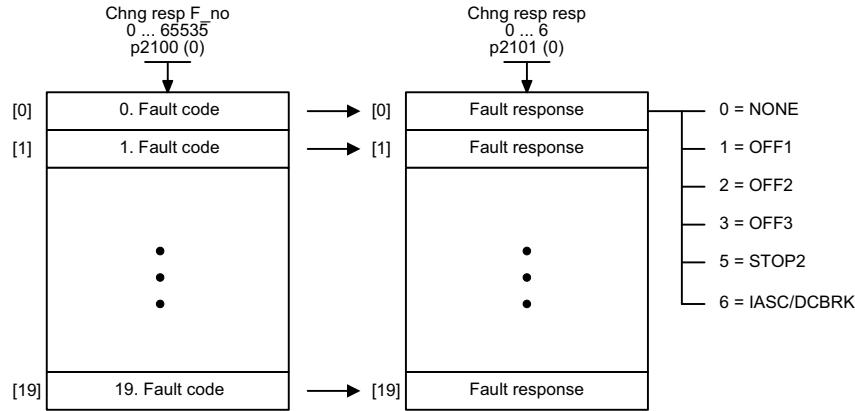 Chng resp F_no
0 ... 65535
p2100 (0)
Chng resp resp
0 ... 6
p2101 (0)
[0] 0. Fault code [0] Fault response 0 = NONE
[1] 1. Fault code [1] Fault response 1 = OFF1
2 = OFF2
3 = OFF3
5 = STOP2
6 = IASC/DCBRK
[19] 19. Fault code [19] Fault response